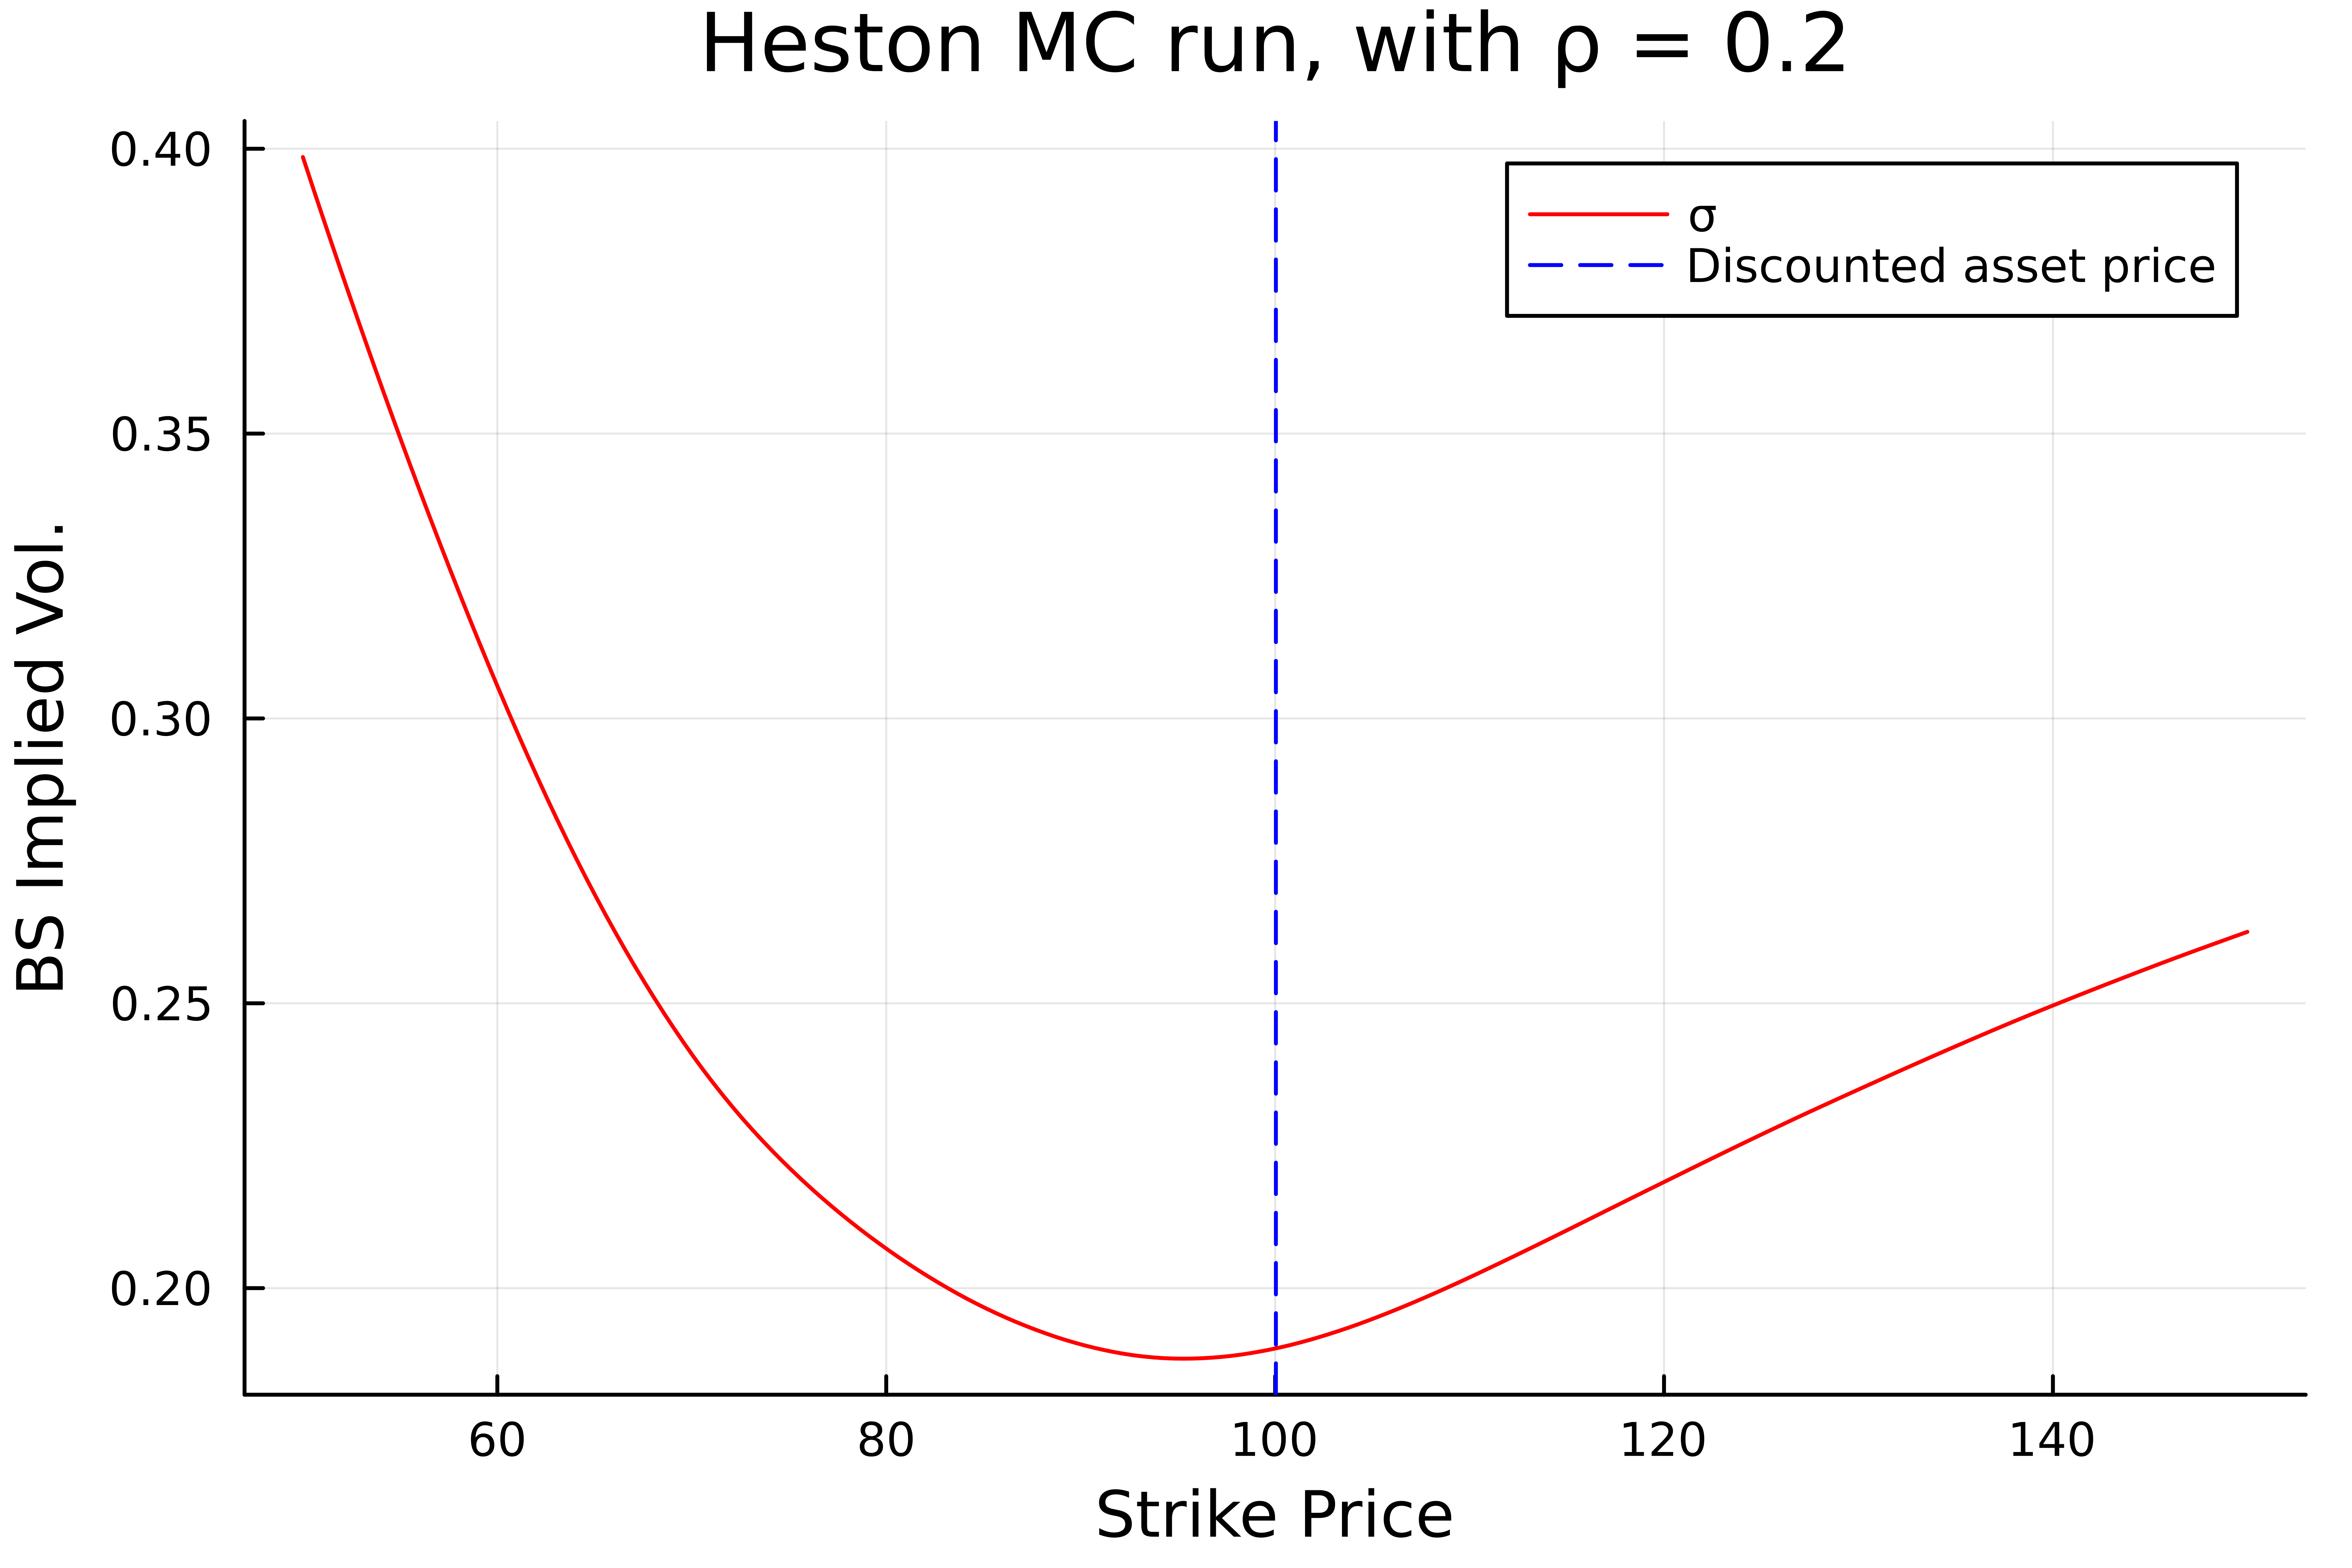 Heston MC run, with ρ = 0.2
0.40
0.35
0.30
0.25
0.20
BS Implied Vol.
σ
Discounted asset price
60
80
100
120
140
Strike Price